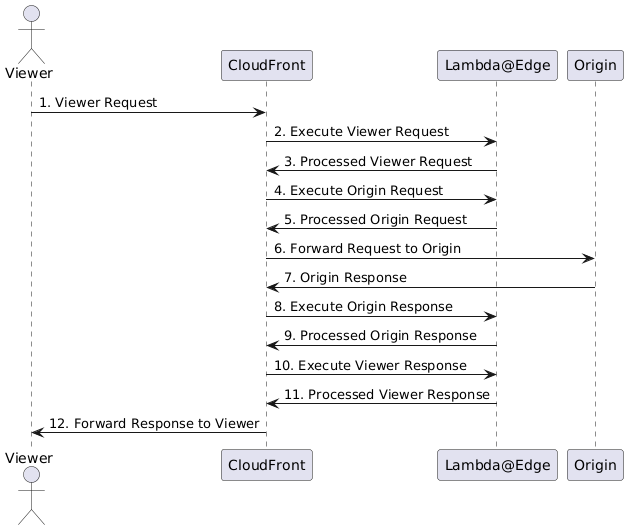 Viewer
CloudFront
Lambda@Edge
Origin
1. Viewer Request
2. Execute Viewer Request
3. Processed Viewer Request
4. Execute Origin Request
5. Processed Origin Request
6. Forward Request to Origin
7. Origin Response
8. Execute Origin Response
9. Processed Origin Response
10. Execute Viewer Response
11. Processed Viewer Response
12. Forward Response to Viewer
Viewer
CloudFront
Lambda@Edge
Origin